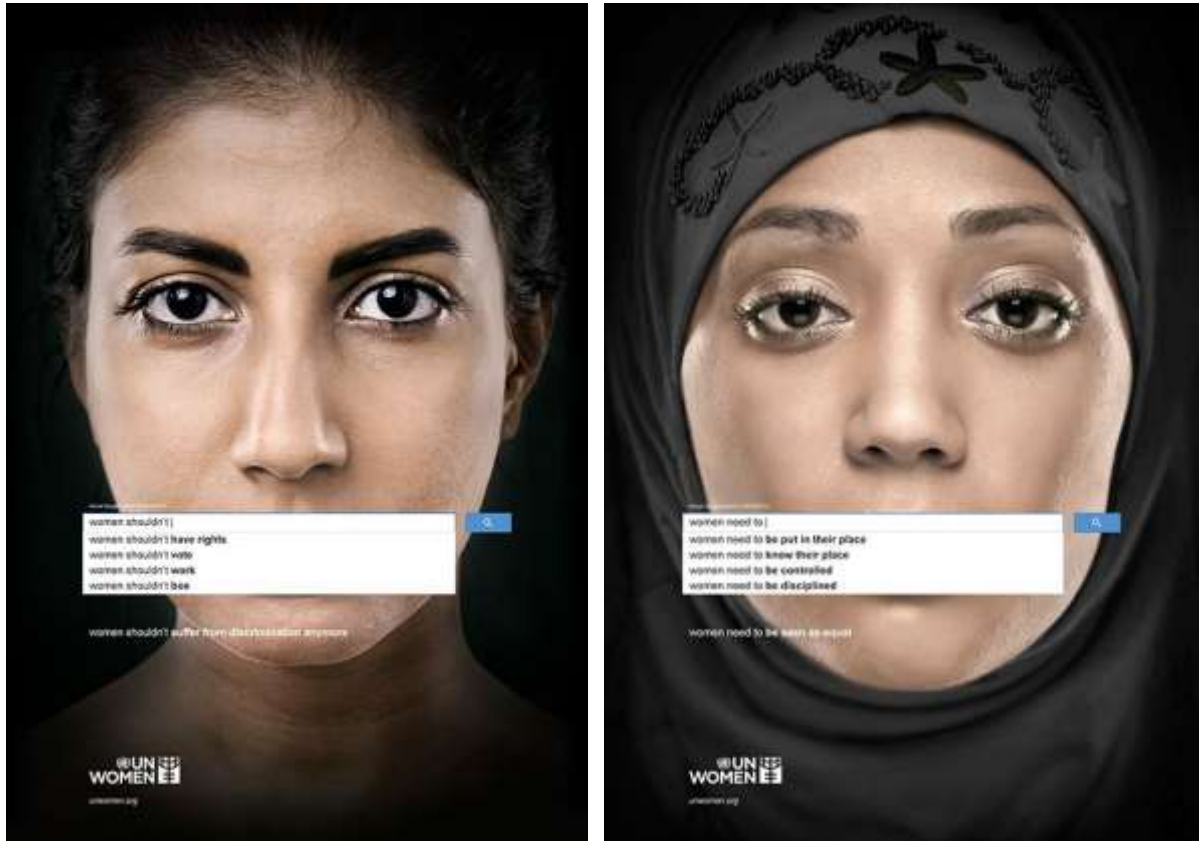 women shouldn't
women shouldn't have rights
women shouldn't vote
women shouldn't work
women shouldn't box
women shouldn't suffer from discrimination anymore
UN
WOMEN
unwomen.org
women need to
women need to be put in their place
women need to know their place
women need to be controlled
women need to be disciplined
women need to be seen as equal
UN
WOMEN
unwomen.org